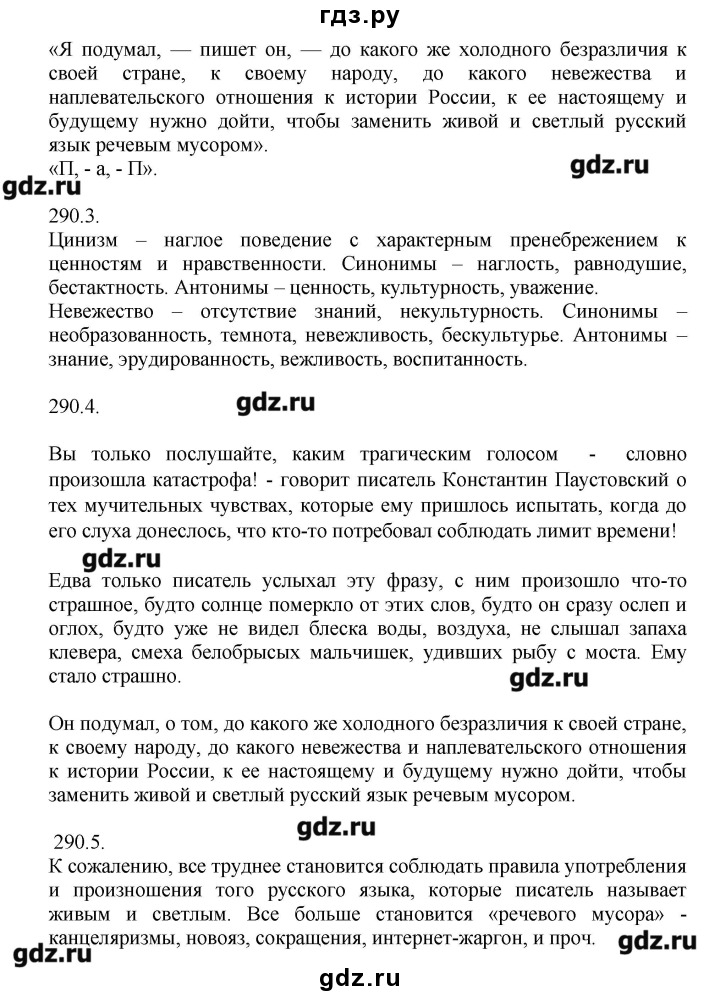 гдз.ру
«Я подумал, — пишет он, — до какого же холодного безразличия к
своей стране, к своему народу, до какого невежества и
наплевательского отношения к истории России, к ее настоящему и
будущему нужно дойти, чтобы заменить живой и светлый русский
язык речевым мусором».
«П, - а, - П».
gdz.ru
gdz.ru
290.3.
Цинизм – наглое поведение с характерным пренебрежением к
ценностям и нравственности. Синонимы – наглость, равнодушие,
бестактность. Антонимы – ценность, культурность, уважение.
Невежество – отсутствие знаний, некультурность. Синонимы –
необразованность, темнота, невежливость, бескультурье. Антонимы –
знание, эрудированность, вежливость, воспитанность.
gdz.ru
290.4.
Вы только послушайте, каким трагическим голосом - словно
произошла катастрофа! - говорит писатель Константин Паустовский о
тех мучительных чувствах, которые ему пришлось испытать, когда до
его слуха донеслось, что кто-то потребовал соблюдать лимит времени!
gdz.ru
Едва только писатель услыхал эту фразу, с ним произошло что-то
страшное, будто солнце померкло от этих слов, будто он сразу ослеп и
оглох, будто уже не видел блеска воды, воздуха, не слышал запаха
клевера, смеха белобрысых мальчишек, удивших рыбу с моста. Ему
стало страшно.
gdz.ru
Он подумал, о том, до какого же холодного безразличия к своей стране,
к своему народу, до какого невежества и наплевательского отношения
к истории России, к ее настоящему и будущему нужно дойти, чтобы
заменить живой и светлый русский язык речевым мусором.
gdz.ru
290.5.
К сожалению, все труднее становится соблюдать правила употребления
и произношения того русского языка, которые писатель называет
живым и светлым. Все больше становится «речевого мусора» -
канцеляризмы, новояз, сокращения, интернет-жаргон, и проч.
gdz.ru
gdz.ru
gdz.ru